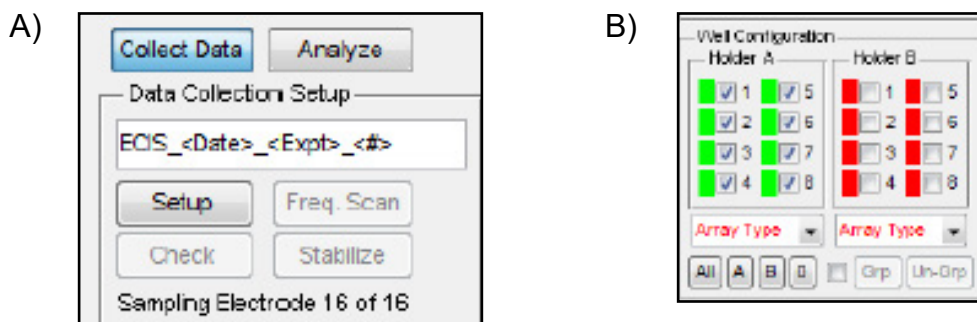 A)
Collect Data Analyze
Data Collection Setup
ECIS_<Date>_<Expt>_<#>
Setup Freq. Scan
Check Stabilize
Sampling Electrode 16 of 16
B)
Well Configuration
Holder A Holder B
1 5 1 5
2 6 2 6
3 7 3 7
4 8 4 8
Array Type Array Type
All A B 0 Grp Un-Grp